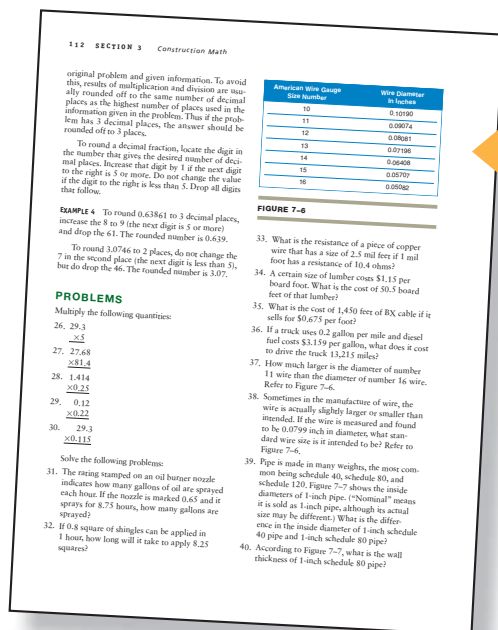 112 SECTION 3 Construction Math
original problem and given information. To avoid
this, results of multiplication and division are usu-
ally rounded off to the same number of decimal
places as the highest number of places used in the
information given in the problem. Thus if the prob-
lem has 3 decimal places, the answer should be
rounded off to 3 places.
To round a decimal fraction, locate the digit in
the number that gives the desired number of deci-
mal places. Increase that digit by 1 if the next digit
to the right is 5 or more. Do not change the value
if the digit to the right is less than 5. Drop all digits
that follow.
EXAMPLE 4 To round 0.63861 to 3 decimal places,
increase the 8 to 9 (the next digit is 5 or more)
and drop the 61. The rounded number is 0.639.
To round 3.0746 to 2 places, do not change the
7 in the second place (the next digit is less than 5),
but do drop the 46. The rounded number is 3.07.
PROBLEMS
Multiply the following quantities:
26. 29.3
×5
27. 27.68
×81.4
28. 1.414
×0.25
29. 0.12
×0.22
30. 29.3
×0.115
Solve the following problems:
31. The rating stamped on an oil burner nozzle
indicates how many gallons of oil are sprayed
each hour. If the nozzle is marked 0.65 and it
sprays for 8.75 hours, how many gallons are
sprayed?
32. If 0.8 square of shingles can be applied in
1 hour, how long will it take to apply 8.25
squares?
American Wire Gauge Size Number Wire Diameter In Inches
10 0.10190
11 0.09074
12 0.08081
13 0.07196
14 0.06408
15 0.05707
16 0.05082
FIGURE 7–6
33. What is the resistance of a piece of copper
wire that has a size of 2.5 mil feet if 1 mil
foot has a resistance of 10.4 ohms?
34. A certain size of lumber costs $1.15 per
board foot. What is the cost of 50.5 board
feet of that lumber?
35. What is the cost of 1,450 feet of BX cable if it
sells for $0.675 per foot?
36. If a truck uses 0.2 gallon per mile and diesel
fuel costs $3.159 per gallon, what does it cost
to drive the truck 13,215 miles?
37. How much larger is the diameter of number
11 wire than the diameter of number 16 wire.
Refer to Figure 7–6.
38. Sometimes in the manufacture of wire, the
wire is actually slightly larger or smaller than
intended. If the wire is measured and found
to be 0.0799 inch in diameter, what stan-
dard wire size is it intended to be? Refer to
Figure 7–6.
39. Pipe is made in many weights, the most com-
mon being schedule 40, schedule 80, and
schedule 120. Figure 7–7 shows the inside
diameters of 1-inch pipe. (“Nominal” means
it is sold as 1-inch pipe, although its actual
size may be different.) What is the differ-
ence in the inside diameter of 1-inch schedule
40 pipe and 1-inch schedule 80 pipe?
40. According to Figure 7–7, what is the wall
thickness of 1-inch schedule 80 pipe?